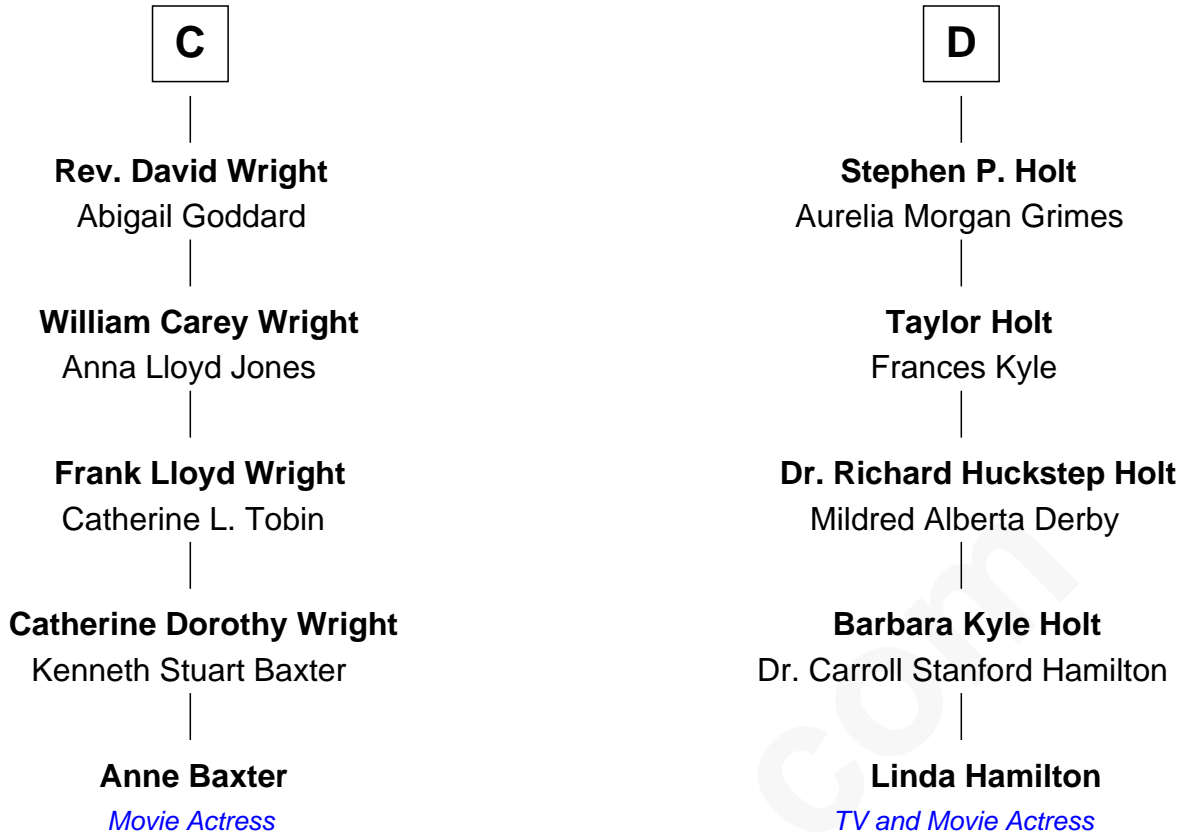 C
Rev. David Wright
Abigail Goddard
William Carey Wright
Anna Lloyd Jones
Frank Lloyd Wright
Catherine L. Tobin
Catherine Dorothy Wright
Kenneth Stuart Baxter
Anne Baxter
Movie Actress
D
Stephen P. Holt
Aurelia Morgan Grimes
Taylor Holt
Frances Kyle
Dr. Richard Huckstep Holt
Mildred Alberta Derby
Barbara Kyle Holt
Dr. Carroll Stanford Hamilton
Linda Hamilton
TV and Movie Actress
com